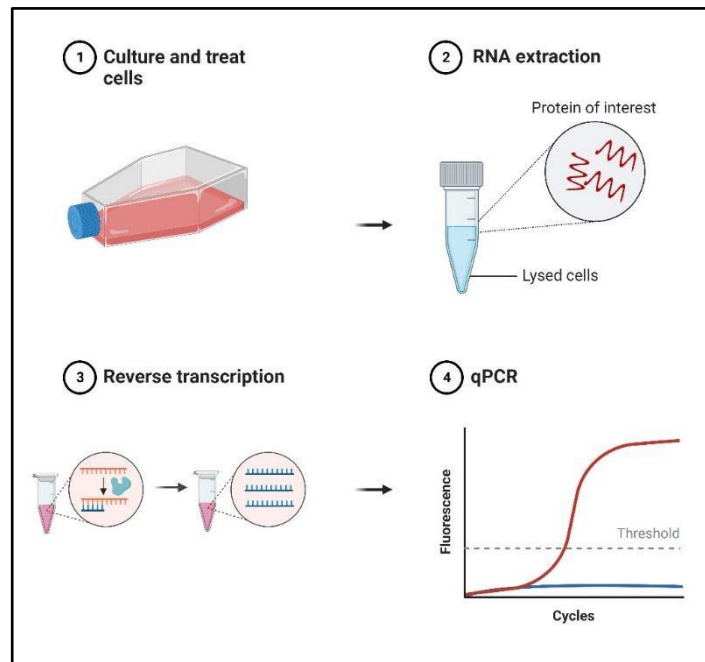 1 Culture and treat
cells
2 RNA extraction
Protein of interest
Lysed cells
3 Reverse transcription
4 qPCR
Fluorescence
Threshold
Cycles